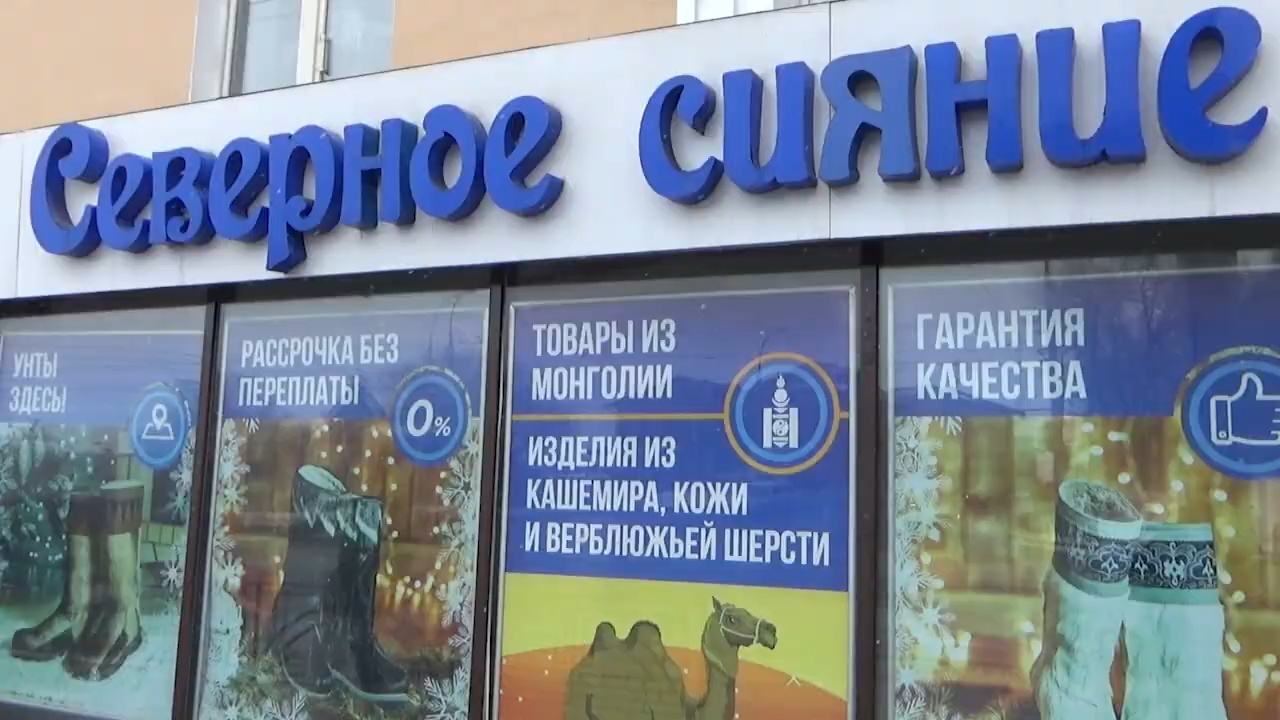 Северное сияние
УНТЫ
ЗДЕСЬ!
РАССРОЧКА БЕЗ
ПЕРЕПЛАТЫ
0%
ТОВАРЫ ИЗ
МОНГОЛИИ
ИЗДЕЛИЯ ИЗ
КАШЕМИРА, КОЖИ
И ВЕРБЛЮЖЬЕЙ ШЕРСТИ
ГАРАНТИЯ
КАЧЕСТВА